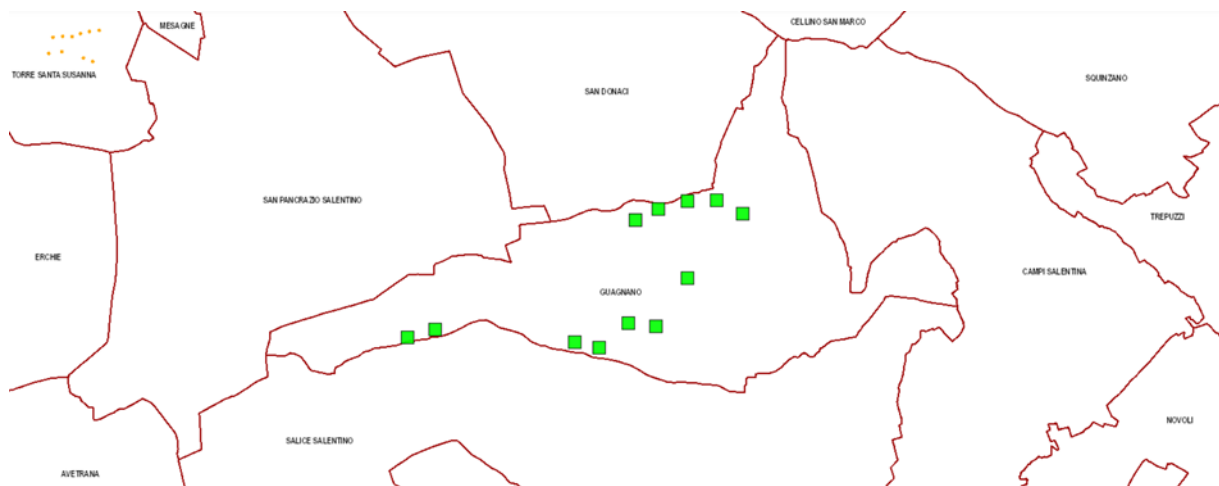 CELLINO SAN MARCO
MESAGNE
TORRE SANTA SUSANNA
SQUINZANO
SAN DONACI
SAN PANCRAZIO SALENTINO
TREPUZZI
ERCHIE
CAMPI SALENTINA
GUAGNANO
NOVOLI
SALICE SALENTINO
AVETRANA